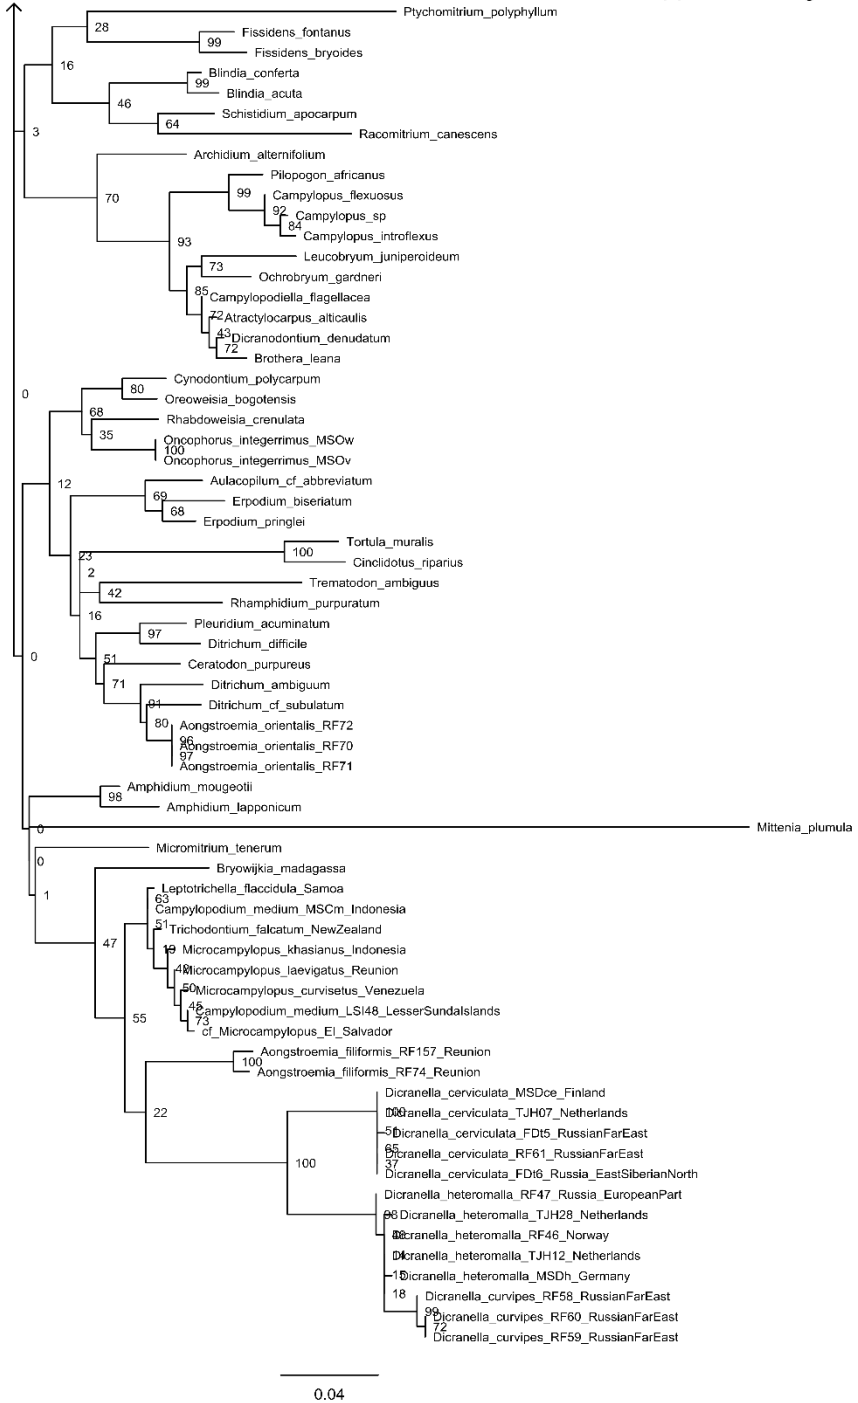 Ptychomitrium_polyphyllum
28
Fissidens_fontanus
99
Fissidens_bryoides
16
Blindia_conferta
99
Blindia_acuta
46
Schistidium_apocarpum
64
Racomitrium_canescens
3
Archidium_alternifolium
Pilopogon_africanus
99
Campylopus_flexuosus
70
92
Campylopus_sp
84
Campylopus_introflexus
93
Leucobryum_juniperoideum
73
Ochrobryum_gardneri
85
Campylopodiella_flagellacea
72
Atractylocarpus_alticaulis
43
Dicranodontium_denudatum
72
Brothera_leana
Cynodontium_polycarpum
80
0
Oreoweisia_bogotensis
68
Rhabdoweisia_crenulata
35
Oncophorus_integerrimus_MSOw
100
Oncophorus_integerrimus_MSOv
Aulacopilum_cf_abbreviatum
12
69
Erpodium_biseriatum
68
Erpodium_pringlei
Tortula_muralis
23
100
Cinclidotus_riparius
2
Trematodon_ambiguus
42
Rhamphidium_purpuratum
16
Pleuridium_acuminatum
97
Ditrichum_difficile
0
51
Ceratodon_purpureus
71
Ditrichum_ambiguum
91
Ditrichum_cf_subulatum
80
Aongstroemia_orientalis_RF72
96
Aongstroemia_orientalis_RF70
97
Aongstroemia_orientalis_RF71
Amphidium_mougeotii
98
Amphidium_lapponicum
0
Mittenia_plumula
Micromitrium_tenerum
0
Bryowijkia_madagassa
1
Leptotrichella_flaccidula_Samoa
63
Campylopodium_medium_MSCm_Indonesia
51
Trichodontium_falcatum_NewZealand
47
19
Microcampylopus_khasianus_Indonesia
Microcampylopus_laevigatus_Reunion
50
Microcampylopus_curvisetus_Venezuela
45
Campylopodium_medium_LSI48_LesserSundaIslands
55
73
cf_Microcampylopus_El_Salvador
Aongstroemia_filiformis_RF157_Reunion
100
Aongstroemia_filiformis_RF74_Reunion
Dicranella_cerviculata_MSDce_Finland
22
100
Dicranella_cerviculata_TJH07_Netherlands
Dicranella_cerviculata_FDt5_RussianFarEast
65
Dicranella_cerviculata_RF61_RussianFarEast
100
37
Dicranella_cerviculata_FDt6_Russia_EastSiberianNorth
Dicranella_heteromalla_RF47_Russia_EuropeanPart
98
Dicranella_heteromalla_TJH28_Netherlands
Dicranella_heteromalla_RF46_Norway
Dicranella_heteromalla_TJH12_Netherlands
15
Dicranella_heteromalla_MSDh_Germany
18
Dicranella_curvipes_RF58_RussianFarEast
99
Dicranella_curvipes_RF60_RussianFarEast
72
Dicranella_curvipes_RF59_RussianFarEast
0.04